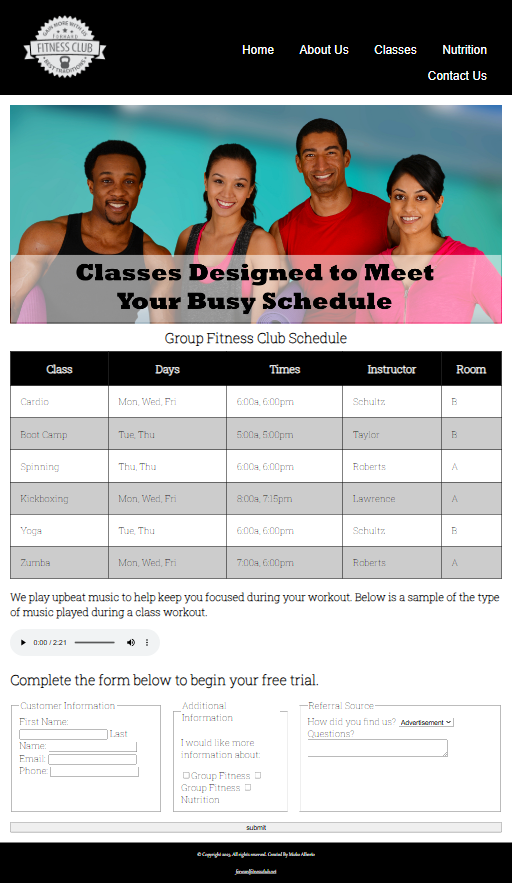 GAIN MORE WITH US
FORWARD
FITNESS CLUB
BEST TRADITIONS
Home About Us Classes Nutrition
Contact Us
Classes Designed to Meet
Your Busy Schedule
Group Fitness Club Schedule
Class Days Times Instructor Room
Cardio Mon, Wed, Fri 6:00a, 6:00pm Schultz B
Boot Camp Tue, Thu 5:00a, 5:00pm Taylor B
Spinning Thu, Thu 6:00a, 6:00pm Roberts A
Kickboxing Mon, Wed, Fri 8:00a, 7:15pm Lawrence A
Yoga Tue, Thu 6:00a, 6:00pm Schultz B
Zumba Mon, Wed, Fri 7:00a, 6:00pm Roberts A
We play upbeat music to help keep you focused during your workout. Below is a sample of the type
of music played during a class workout.
0:00 / 2:21
Complete the form below to begin your free trial.
Customer Information
First Name:
Last
Name:
Email:
Phone:
Additional
Information
I would like more
information about:
Group Fitness
Group Fitness
Nutrition
Referral Source
How did you find us? Advertisement
Questions?
submit
© Copyright 2023. All rights reserved. Created By Misha Alberto
forwardfitnessclub.net